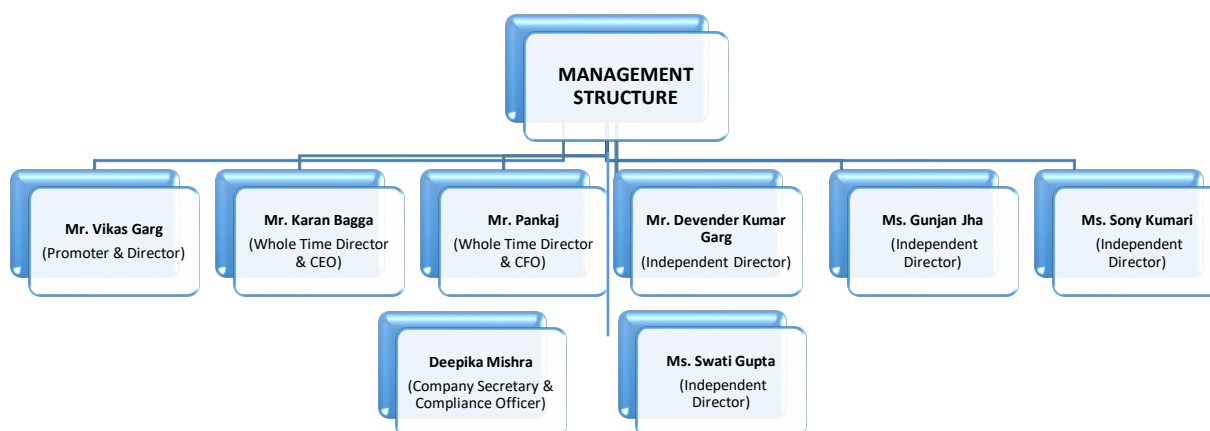 MANAGEMENT
STRUCTURE
Mr. Vikas Garg
(Promoter & Director)
Mr. Karan Bagga
(Whole Time Director
& CEO)
Mr. Pankaj
(Whole Time Director
& CFO)
Mr. Devender Kumar
Garg
(Independent Director)
Ms. Gunjan Jha
(Independent
Director)
Ms. Sony Kumari
(Independent
Director)
Deepika Mishra
(Company Secretary &
Compliance Officer)
Ms. Swati Gupta
(Independent
Director)